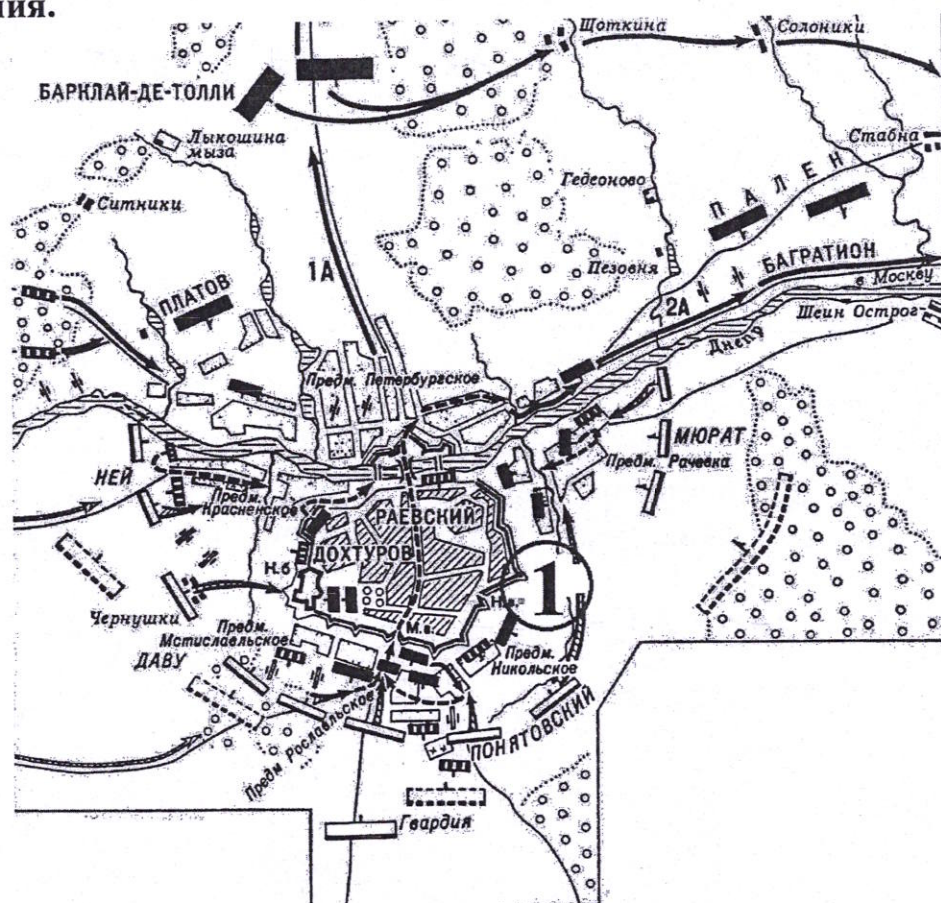 ния.
Щоткина
Солоники
БАРКЛАЙ-ДЕ-ТОЛЛИ
Лыкошина
мыза
Стабна
Гедеоново
ПАЛЕН
Ситники
1А
Пезовня
БАГРАТИОН
в Москву
ПЛАТОВ
2А
Шеин Острог
Днепр
Предм. Петербургское
МЮРАТ
Предм. Рачевка
НЕЙ
Предм.
Красненское
РАЕВСКИЙ
ДОХТУРОВ
Н.б
1
Чернушки
Предм.
Мстиславльское
М.в.
Предм.
Никольское
ДАВУ
Предм Рославльское
ПОНЯТОВСКИЙ
Гвардия